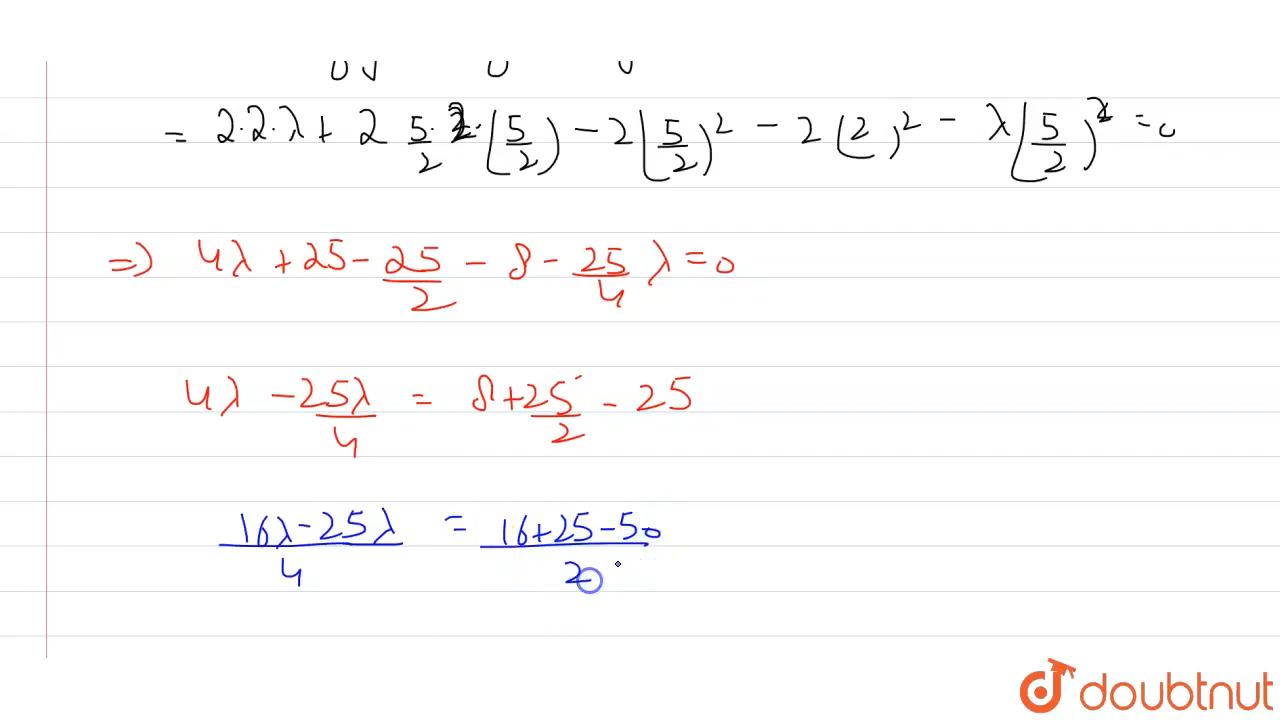 = 2·2·λ + 2 5/2·2·(5/2) − 2(5/2)² − 2(2)² − λ(5/2)² = 0
⇒) 4λ + 25 − 25/2 − 8 − 25/4 λ = 0
4λ − 25λ/4 = 8 + 25/2 − 25
16λ − 25λ/4 = 16 + 25 − 50/2
doubtnut